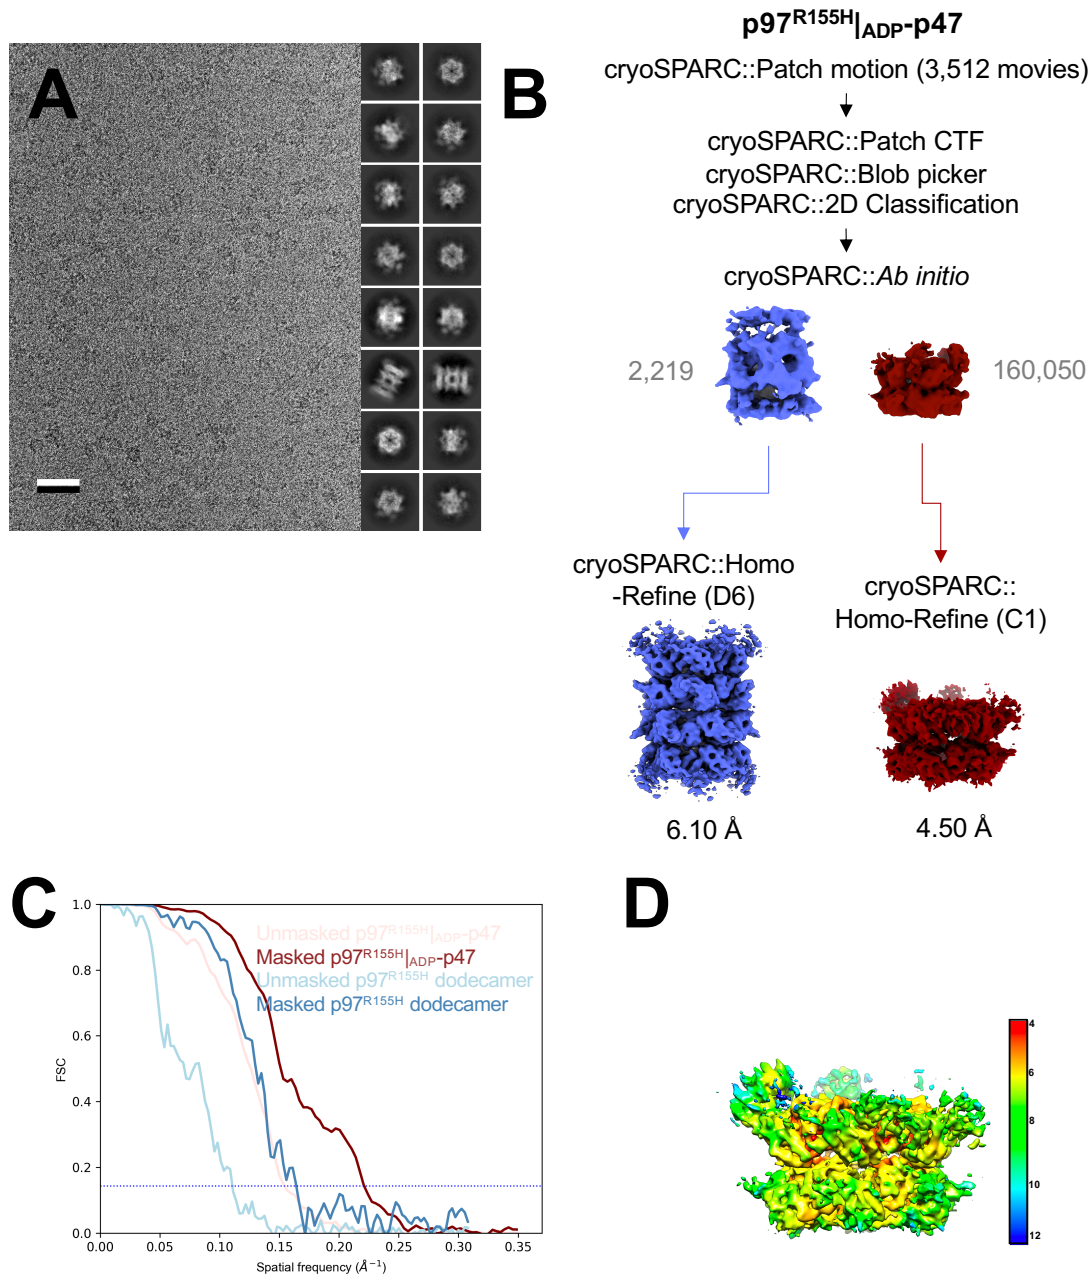 A
B
p97R155H|ADP-p47
cryoSPARC::Patch motion (3,512 movies)
cryoSPARC::Patch CTF
cryoSPARC::Blob picker
cryoSPARC::2D Classification
cryoSPARC::Ab initio
2,219
160,050
cryoSPARC::Homo
-Refine (D6)
cryoSPARC::
Homo-Refine (C1)
6.10 Å
4.50 Å
C
1.0
0.8
0.6
0.4
0.2
0.0
FSC
Unmasked p97R155H|ADP-p47
Masked p97R155H|ADP-p47
Unmasked p97R155H dodecamer
Masked p97R155H dodecamer
0.00
0.05
0.10
0.15
0.20
0.25
0.30
0.35
Spatial frequency (Å−1)
D
4
6
8
10
12